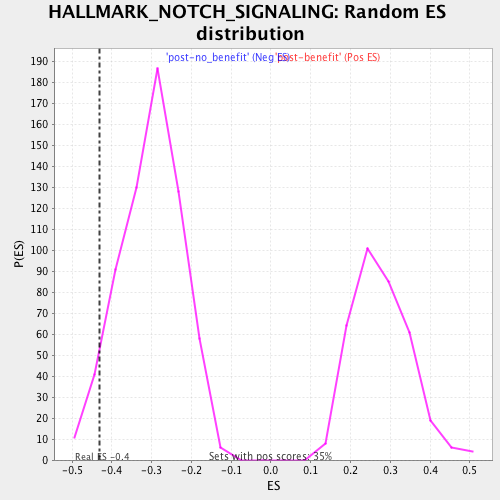 HALLMARK_NOTCH_SIGNALING: Random ES
distribution
'post-no_benefit' (Neg ES)
'post-benefit' (Pos ES)
190
180
170
160
150
140
130
120
110
100
90
80
70
60
50
40
30
20
10
0
P(ES)
Real ES -0.4
Sets with pos scores: 35%
-0.5 -0.4 -0.3 -0.2 -0.1 0.0 0.1 0.2 0.3 0.4 0.5
ES